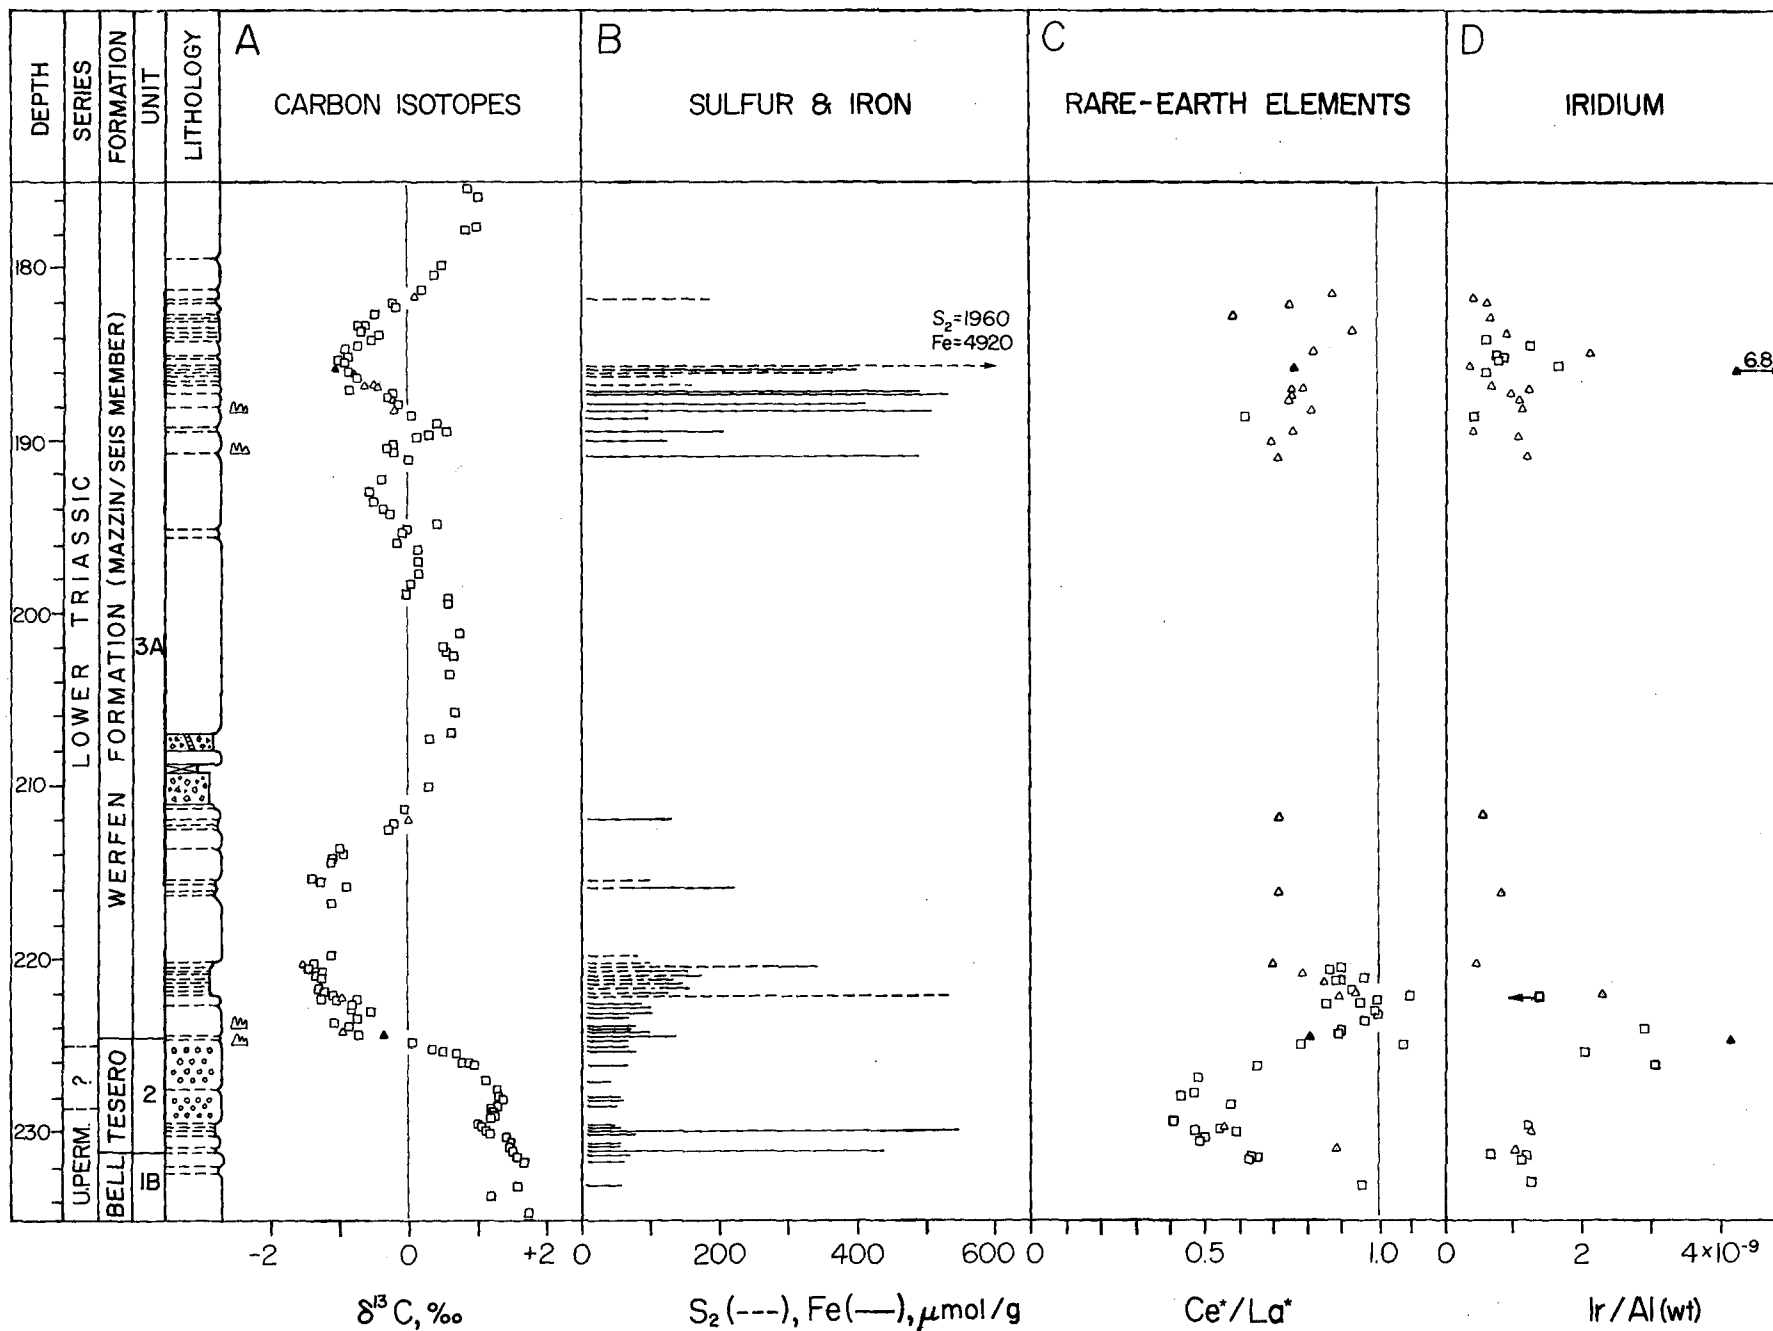 DEPTH
SERIES
FORMATION
UNIT
LITHOLOGY
A
CARBON ISOTOPES
B
SULFUR & IRON
C
RARE-EARTH ELEMENTS
D
IRIDIUM
180
190
200
210
220
230
LOWER TRIASSIC
?
U.PERM.
WERFEN FORMATION (MAZZIN/SEIS MEMBER)
TESERO
BELL
BELL
3A
2
1B
S₂=1960
Fe=4920
6.8
-2 0 +2
0 200 400 600
0 0.5 1.0
0 2 4×10⁻⁹
δ¹³C, ‰
S₂(---), Fe(—), μmol/g
Ce*/La*
Ir/Al(wt)